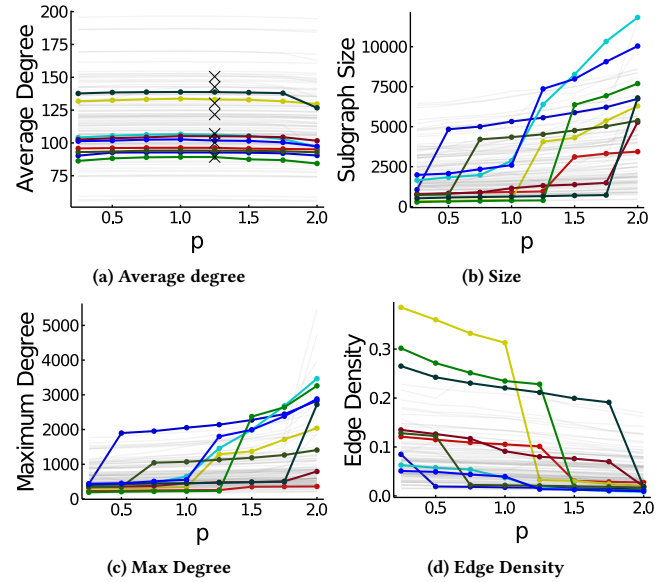 200
175
150
125
100
75
Average Degree
0.5 1.0 1.5 2.0
p
(a) Average degree
10000
7500
5000
2500
0
Subgraph Size
0.5 1.0 1.5 2.0
p
(b) Size
5000
4000
3000
2000
1000
0
Maximum Degree
0.5 1.0 1.5 2.0
p
(c) Max Degree
0.3
0.2
0.1
0.0
Edge Density
0.5 1.0 1.5 2.0
p
(d) Edge Density